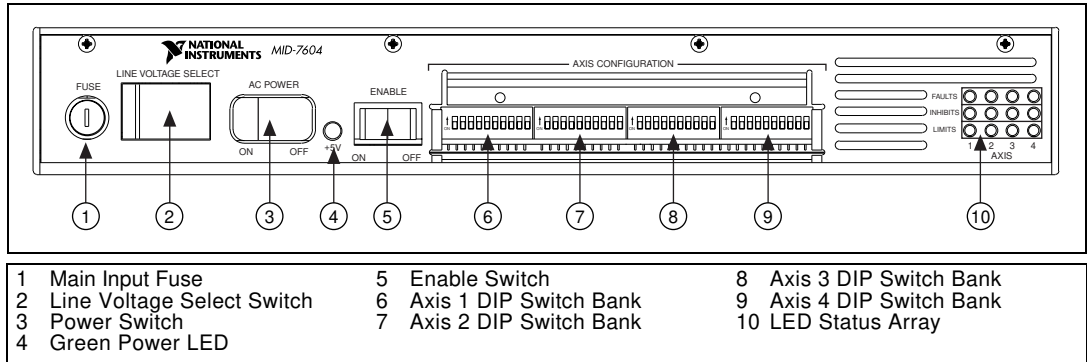 NATIONAL
INSTRUMENTS
MID-7604
AXIS CONFIGURATION
FUSE
LINE VOLTAGE SELECT
AC POWER
ENABLE
ON OFF
+5V
ON OFF
ON
ON
ON
ON
FAULTS
INHIBITS
LIMITS
1 2 3 4
AXIS
1 2 3 4 5 6 7 8 9 10
1 Main Input Fuse
2 Line Voltage Select Switch
3 Power Switch
4 Green Power LED
5 Enable Switch
6 Axis 1 DIP Switch Bank
7 Axis 2 DIP Switch Bank
8 Axis 3 DIP Switch Bank
9 Axis 4 DIP Switch Bank
10 LED Status Array